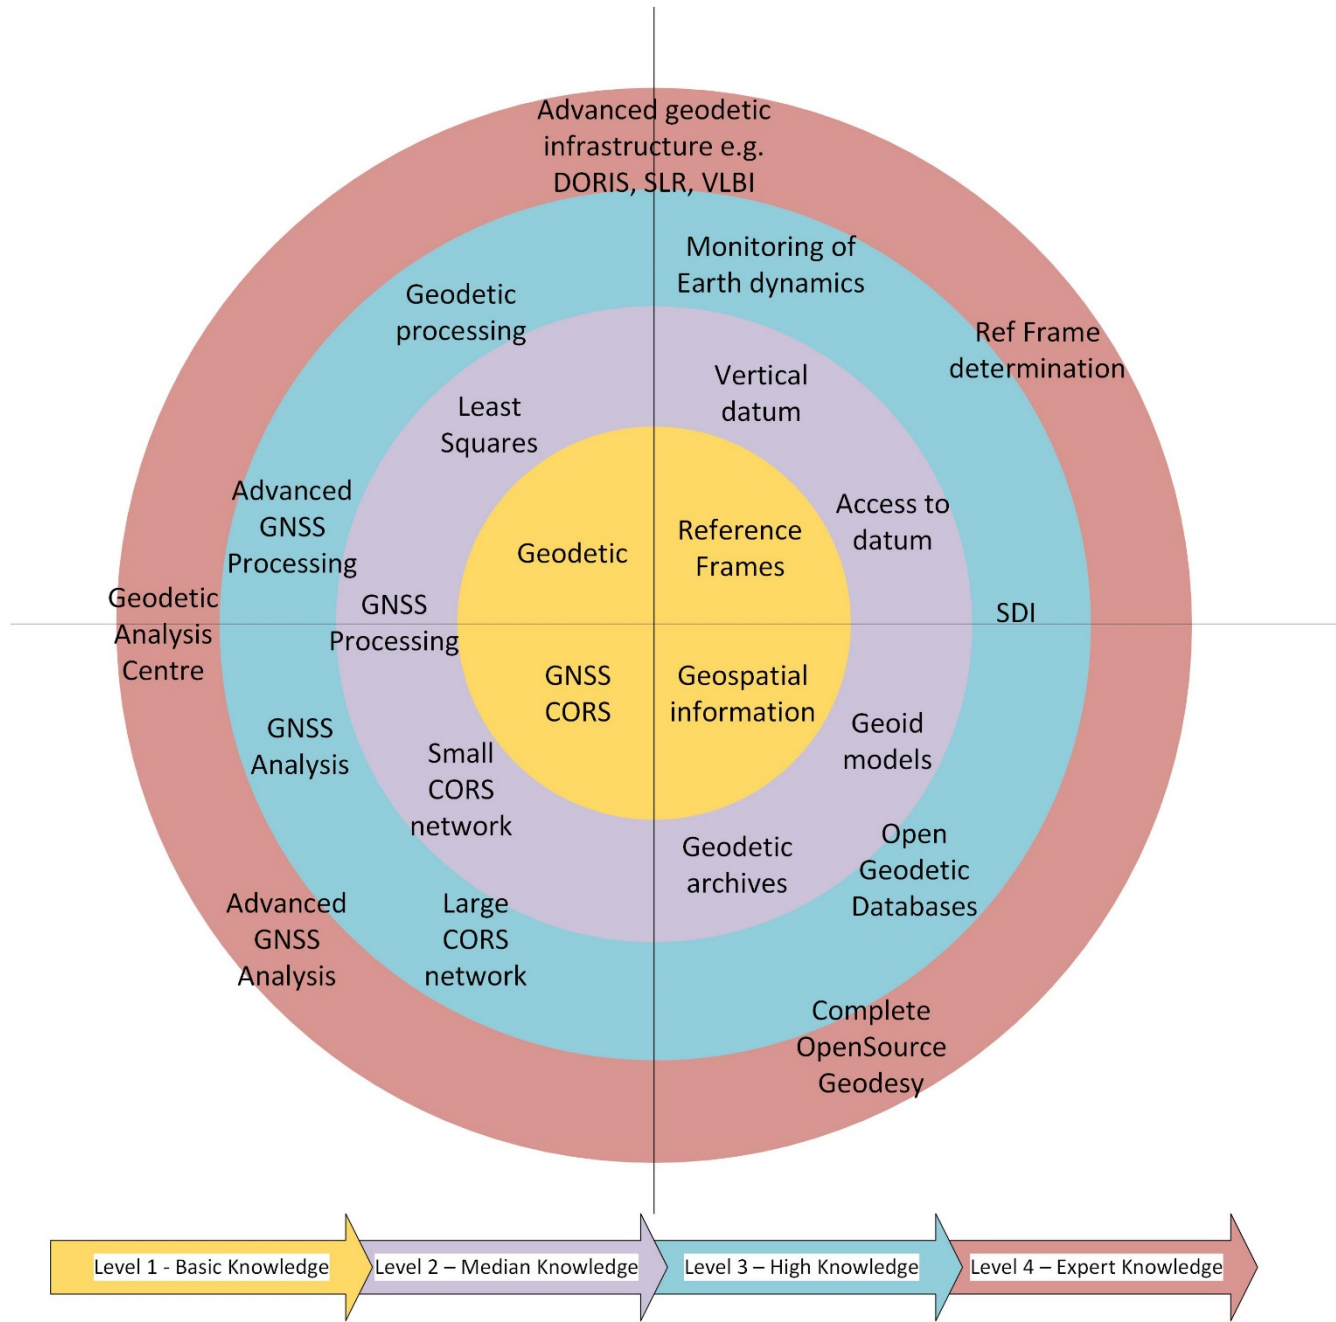 Advanced geodetic
infrastructure e.g.
DORIS, SLR, VLBI
Monitoring of
Earth dynamics
Geodetic
processing
Ref Frame
determination
Vertical
datum
Least
Squares
Advanced
GNSS
Processing
Access to
datum
Reference
Frames
Geodetic
Geodetic
Analysis
Centre
GNSS
Processing
SDI
GNSS
CORS
Geospatial
information
GNSS
Analysis
Small
CORS
network
Geoid
models
Geodetic
archives
Open
Geodetic
Databases
Advanced
GNSS
Analysis
Large
CORS
network
Complete
OpenSource
Geodesy
Level 1 - Basic Knowledge
Level 2 – Median Knowledge
Level 3 – High Knowledge
Level 4 – Expert Knowledge